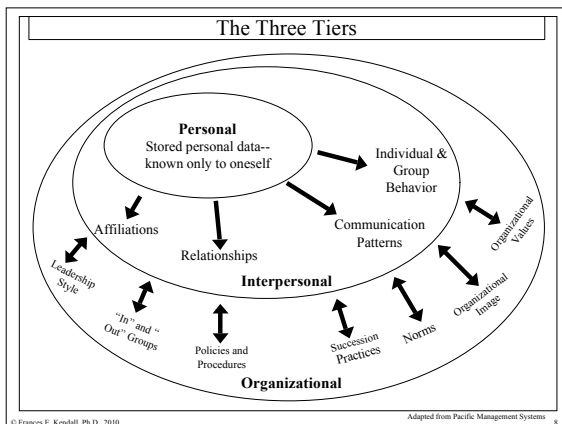 The Three Tiers
Personal
Stored personal data--
known only to oneself
Individual &
Group
Behavior
Affiliations
Relationships
Communication
Patterns
Interpersonal
Leadership
Style
“In” and “
Out” Groups
Policies and
Procedures
Succession
Practices
Norms
Organizational
Image
Organizational
Values
Organizational
© Frances E. Kendall, Ph.D., 2010
Adapted from Pacific Management Systems
8